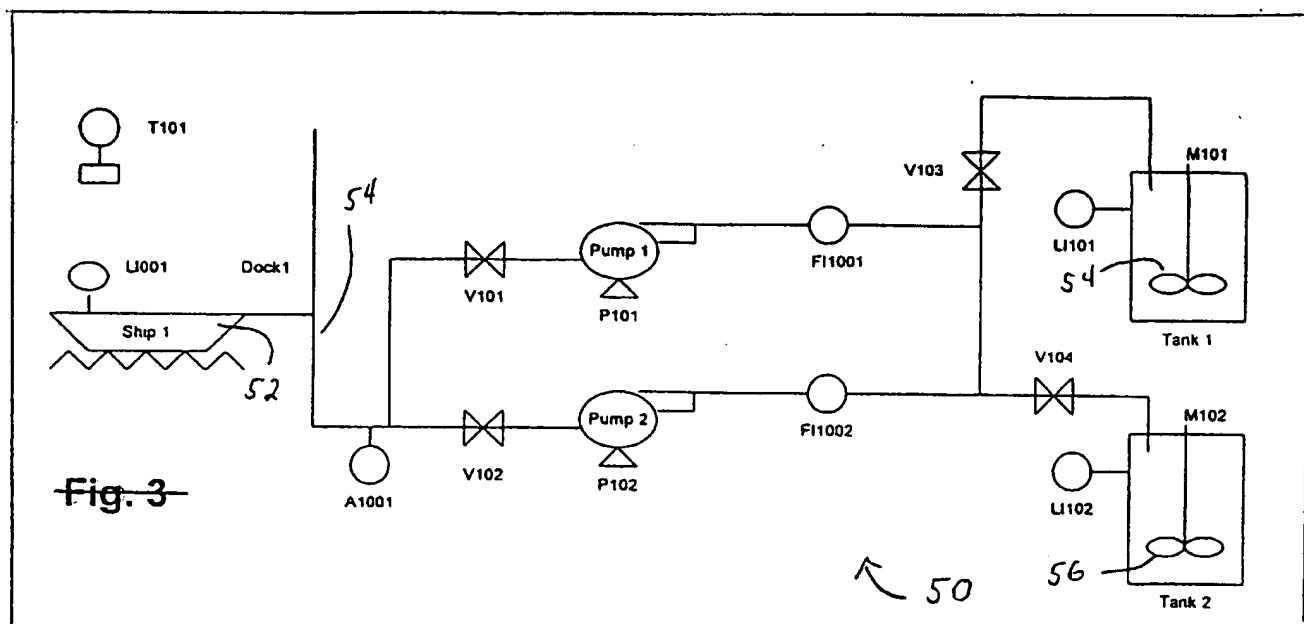 T101
54
V103
M101
LI001
Dock1
Pump 1
LI101
V101
FI1001
54
Ship 1
P101
Tank 1
52
V104
Pump 2
M102
FI1002
V102
P102
LI102
Fig. 3
A1001
56
50
Tank 2